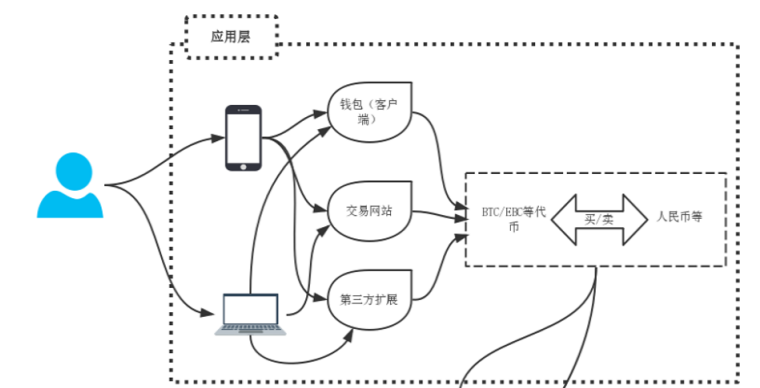 应用层
钱包（客户
端）
交易网站
第三方扩展
BTC/EBC等代
币
买/卖
人民币等